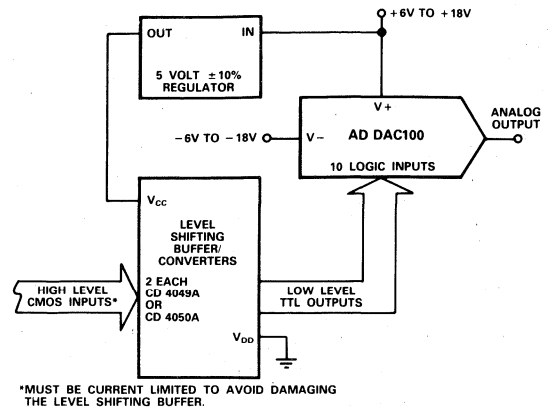 +6V TO +18V
OUT
IN
5 VOLT ±10%
REGULATOR
V+
ANALOG
OUTPUT
−6V TO −18V
V−
AD DAC100
10 LOGIC INPUTS
VCC
LEVEL
SHIFTING
BUFFER/
CONVERTERS
HIGH LEVEL
CMOS INPUTS*
2 EACH
CD 4049A
OR
CD 4050A
LOW LEVEL
TTL OUTPUTS
VDD
*MUST BE CURRENT LIMITED TO AVOID DAMAGING
THE LEVEL SHIFTING BUFFER.